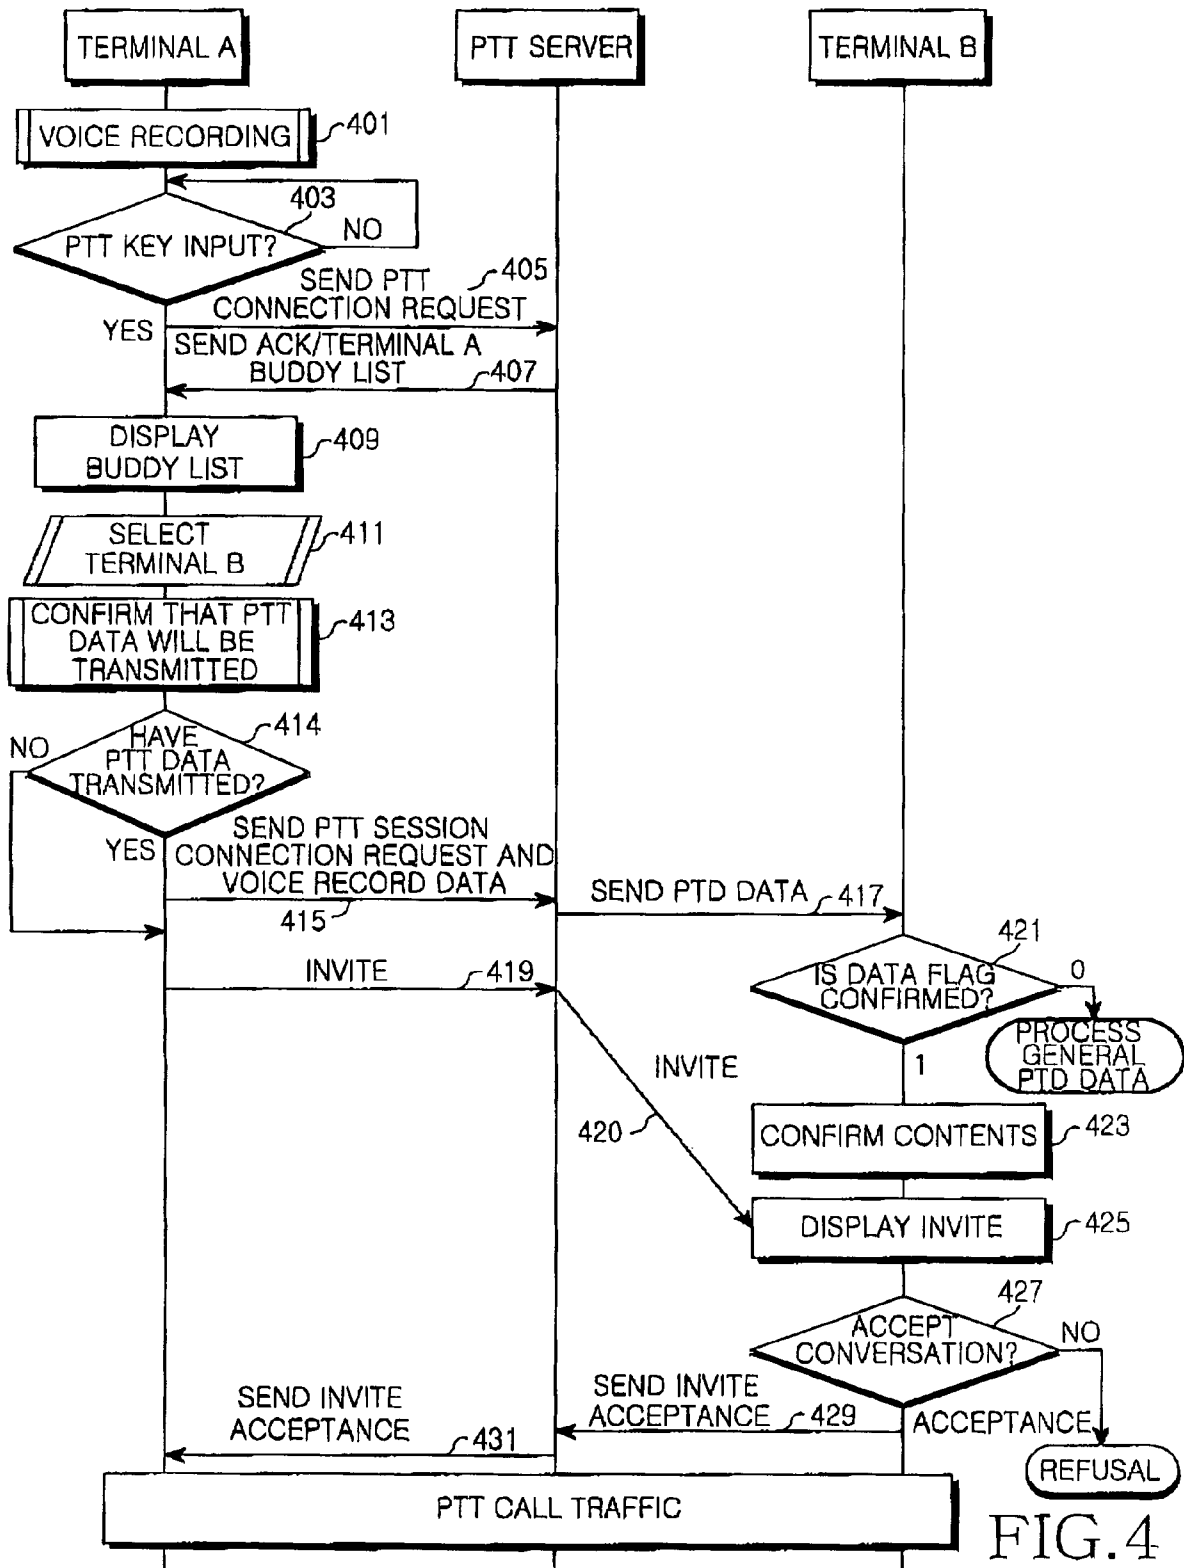 TERMINAL A
PTT SERVER
TERMINAL B
VOICE RECORDING
401
403
PTT KEY INPUT?
NO
405
SEND PTT
CONNECTION REQUEST
YES
SEND ACK/TERMINAL A
BUDDY LIST
407
DISPLAY
BUDDY LIST
409
SELECT
TERMINAL B
411
CONFIRM THAT PTT
DATA WILL BE
TRANSMITTED
413
414
HAVE
PTT DATA
TRANSMITTED?
NO
YES
SEND PTT SESSION
CONNECTION REQUEST AND
VOICE RECORD DATA
415
SEND PTD DATA
417
421
IS DATA FLAG
CONFIRMED?
0
1
PROCESS
GENERAL
PTD DATA
INVITE
419
INVITE
420
CONFIRM CONTENTS
423
DISPLAY INVITE
425
427
ACCEPT
CONVERSATION?
NO
SEND INVITE
ACCEPTANCE
429
ACCEPTANCE
SEND INVITE
ACCEPTANCE
431
REFUSAL
PTT CALL TRAFFIC
FIG.4